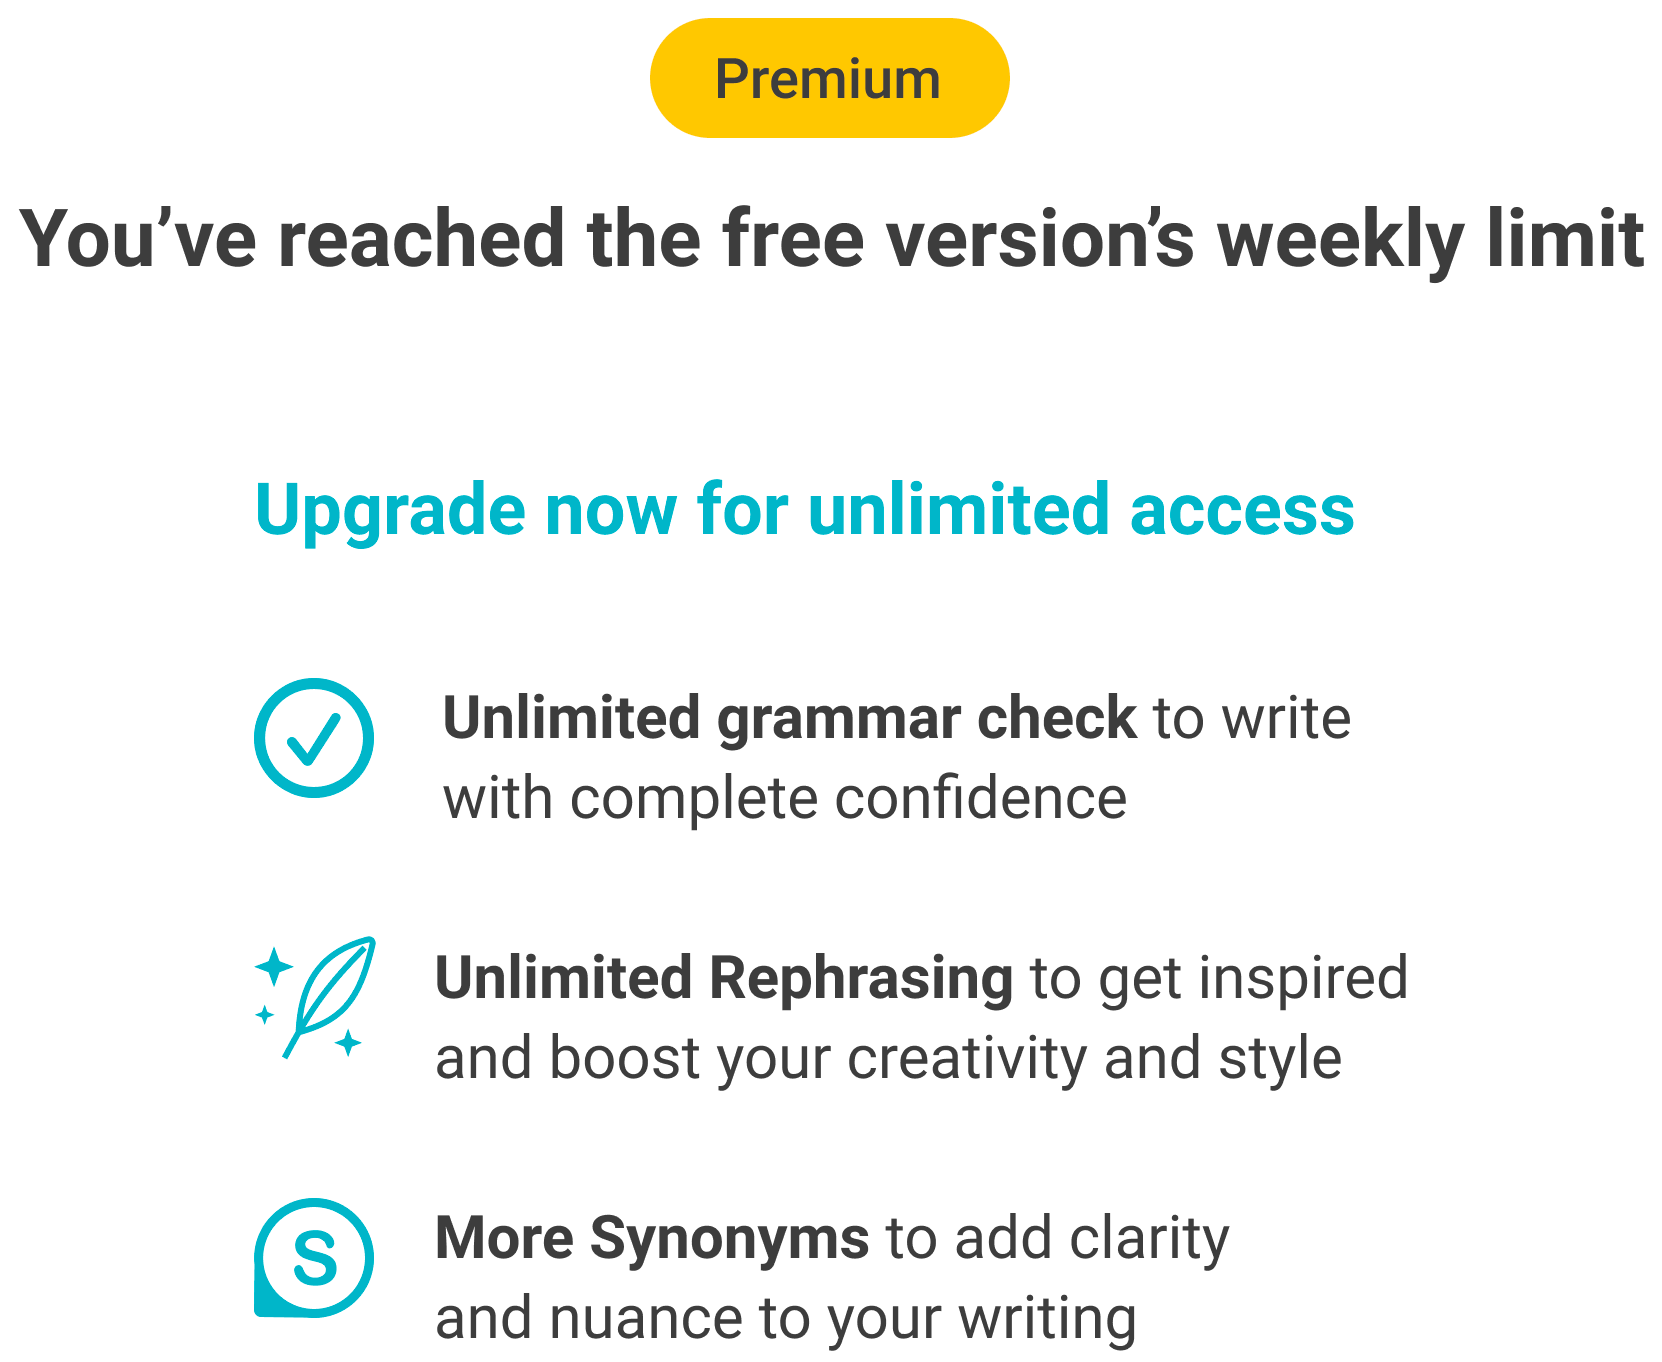 Premium
You’ve reached the free version’s weekly limit
Upgrade now for unlimited access
Unlimited grammar check to write
with complete confidence
Unlimited Rephrasing to get inspired
and boost your creativity and style
S
More Synonyms to add clarity
and nuance to your writing